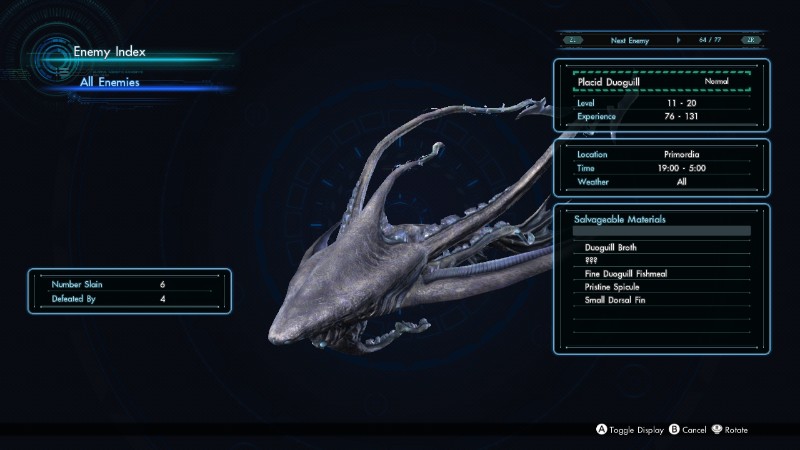 Enemy Index
All Enemies
ZL Next Enemy 64 / 77 ZR
Placid Duoguill Normal
Level 11 - 20
Experience 76 - 131
Location Primordia
Time 19:00 - 5:00
Weather All
Salvageable Materials
Duoguill Broth
???
Fine Duoguill Fishmeal
Pristine Spicule
Small Dorsal Fin
Number Slain 6
Defeated By 4
A Toggle Display B Cancel R Rotate